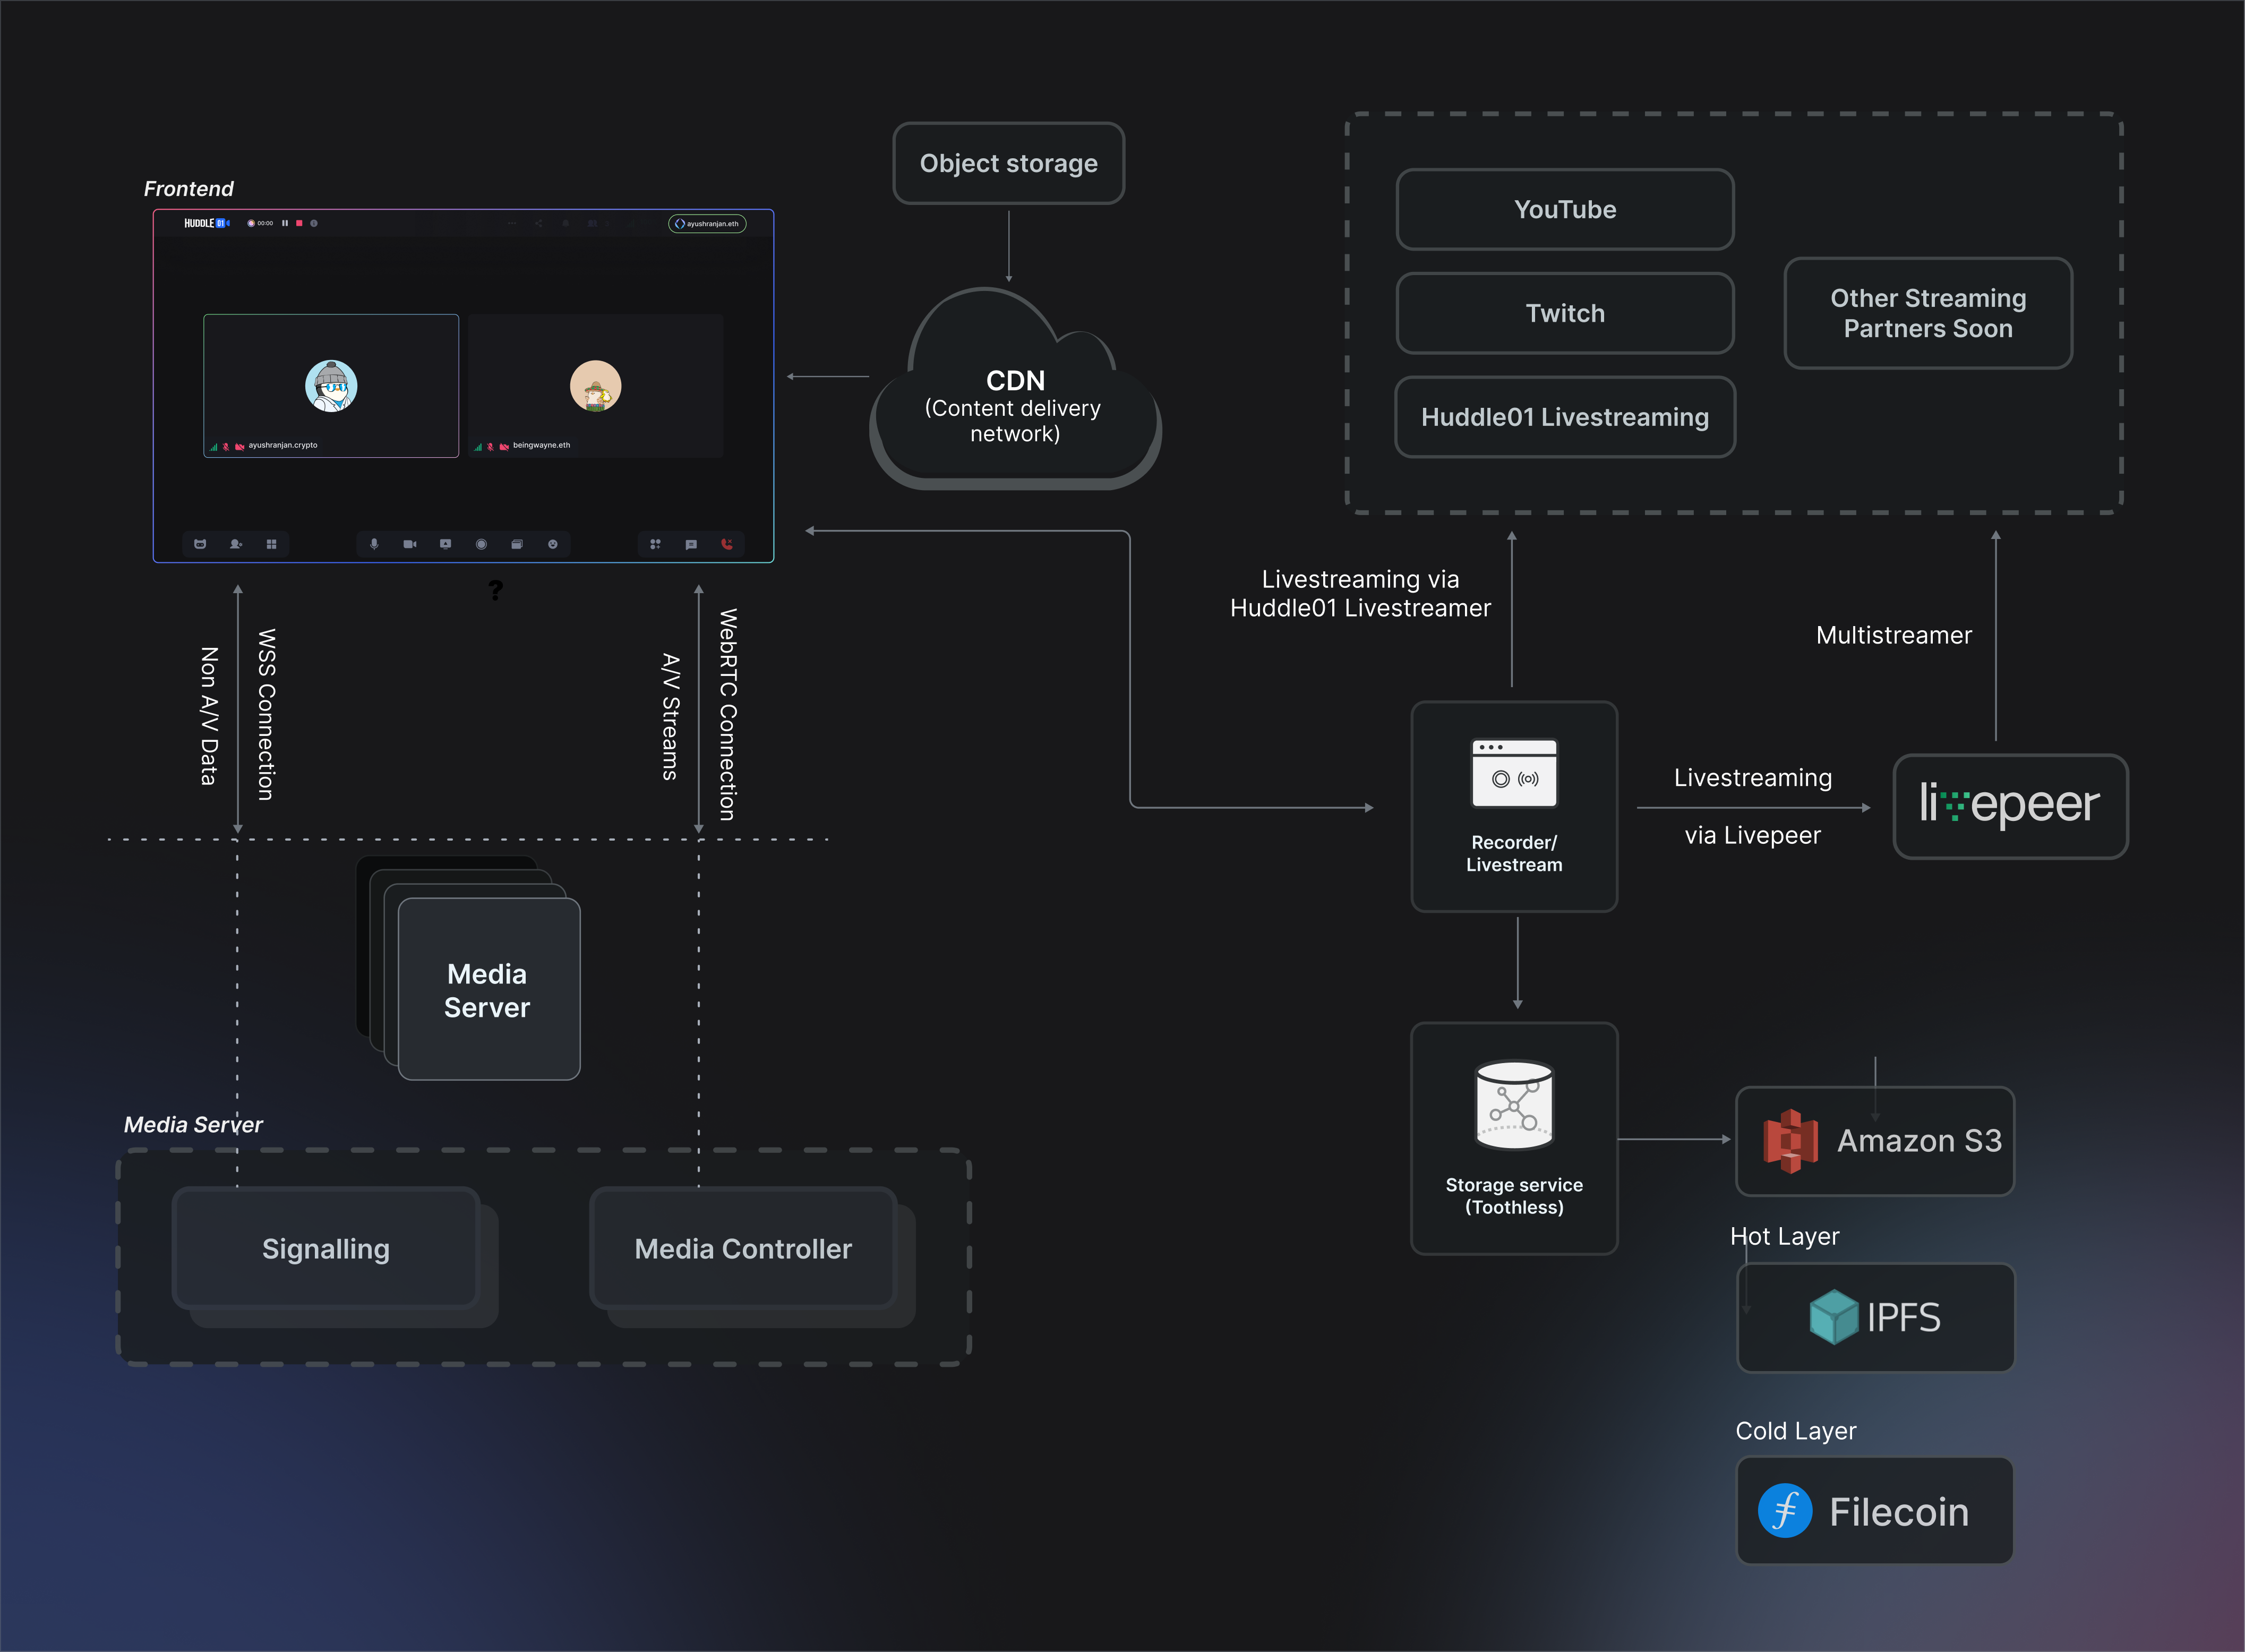 Frontend
HUDDLE 01
00:00
ayushranjan.eth
ayushranjan.crypto
beingwayne.eth
?
Object storage
CDN
(Content delivery
network)
YouTube
Twitch
Huddle01 Livestreaming
Other Streaming
Partners Soon
Livestreaming via
Huddle01 Livestreamer
Multistreamer
Non A/V Data
WSS Connection
A/V Streams
WebRTC Connection
Recorder/
Livestream
Livestreaming
via Livepeer
livepeer
Media
Server
Media Server
Signalling
Media Controller
Storage service
(Toothless)
Amazon S3
Hot Layer
IPFS
Cold Layer
Filecoin